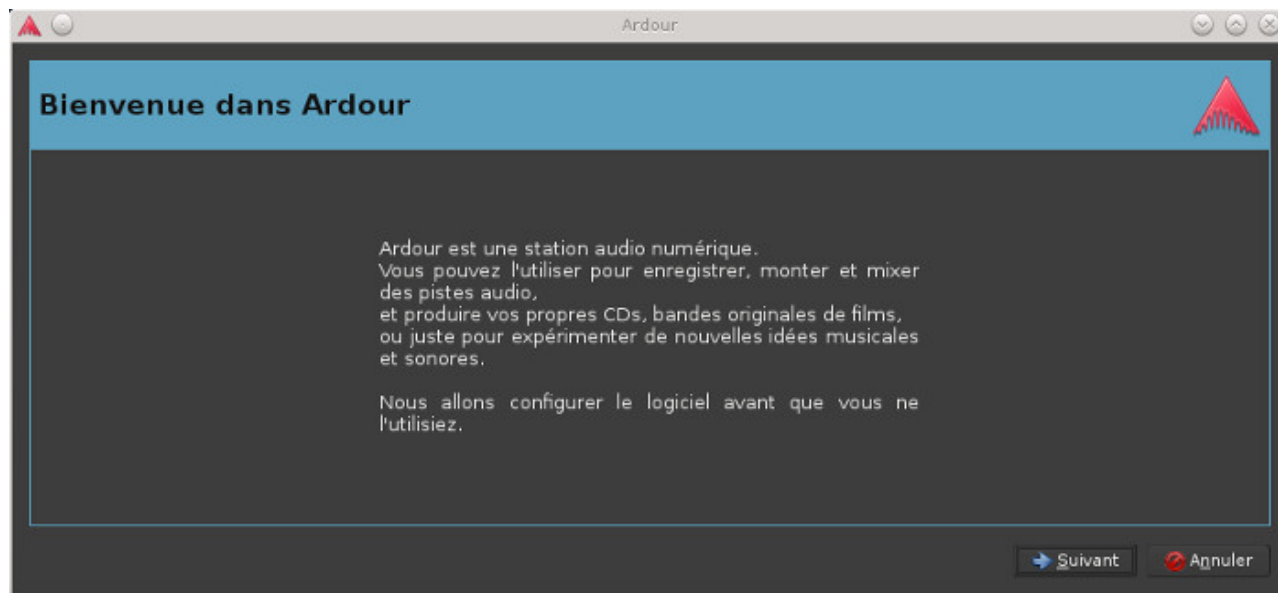 Ardour
Bienvenue dans Ardour
Ardour est une station audio numérique.
Vous pouvez l'utiliser pour enregistrer, monter et mixer
des pistes audio,
et produire vos propres CDs, bandes originales de films,
ou juste pour expérimenter de nouvelles idées musicales
et sonores.
Nous allons configurer le logiciel avant que vous ne
l'utilisiez.
Suivant
Annuler